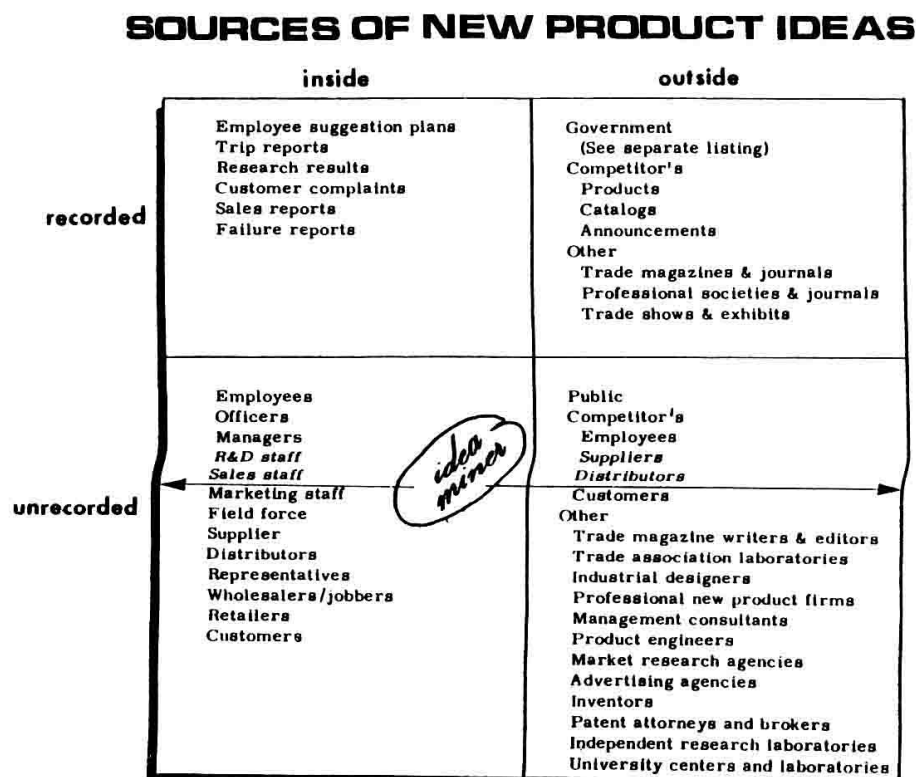 SOURCES OF NEW PRODUCT IDEAS
inside
outside
recorded
Employee suggestion plans
Trip reports
Research results
Customer complaints
Sales reports
Failure reports
Government
(See separate listing)
Competitor's
Products
Catalogs
Announcements
Other
Trade magazines & journals
Professional societies & journals
Trade shows & exhibits
unrecorded
Employees
Officers
Managers
R&D staff
Sales staff
Marketing staff
Field force
Supplier
Distributors
Representatives
Wholesalers/jobbers
Retailers
Customers
idea
miner
Public
Competitor's
Employees
Suppliers
Distributors
Customers
Other
Trade magazine writers & editors
Trade association laboratories
Industrial designers
Professional new product firms
Management consultants
Product engineers
Market research agencies
Advertising agencies
Inventors
Patent attorneys and brokers
Independent research laboratories
University centers and laboratories